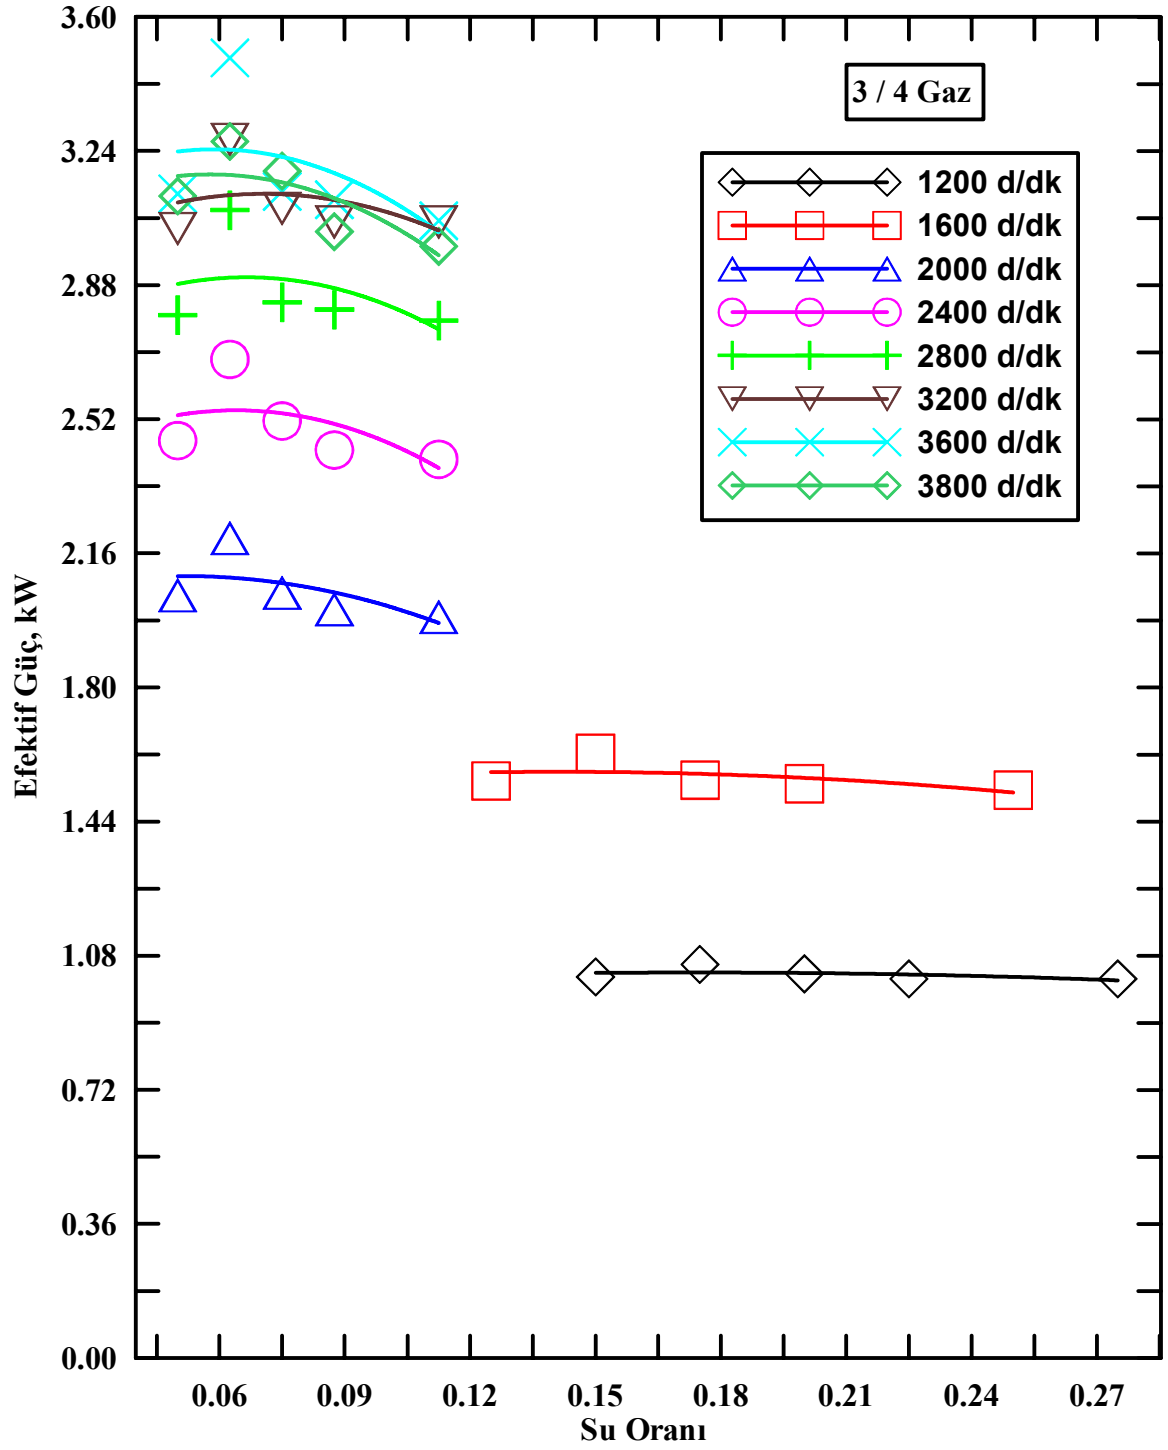 3.60
3.24
2.88
2.52
2.16
1.80
1.44
1.08
0.72
0.36
0.00
Efektif Güç, kW
3 / 4 Gaz
1200 d/dk
1600 d/dk
2000 d/dk
2400 d/dk
2800 d/dk
3200 d/dk
3600 d/dk
3800 d/dk
0.06 0.09 0.12 0.15 0.18 0.21 0.24 0.27
Su Oranı